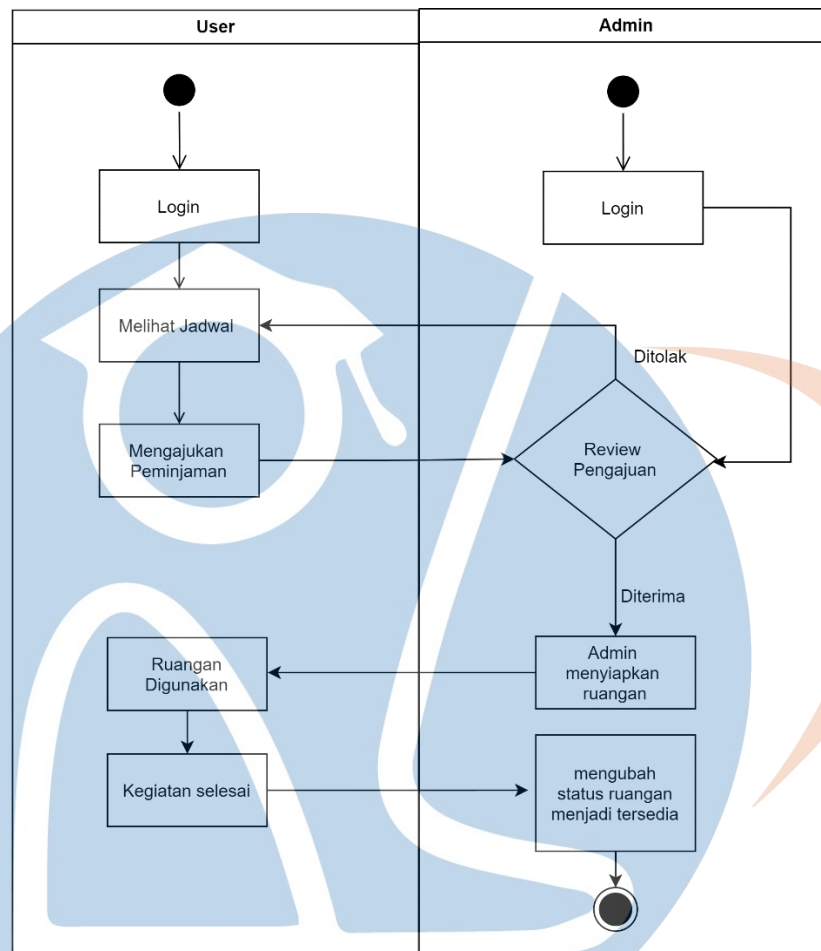 User
Admin
Login
Login
Melihat Jadwal
Ditolak
Mengajukan
Peminjaman
Review
Pengajuan
Diterima
Ruangan
Digunakan
Admin
menyiapkan
ruangan
Kegiatan selesai
mengubah
status ruangan
menjadi tersedia